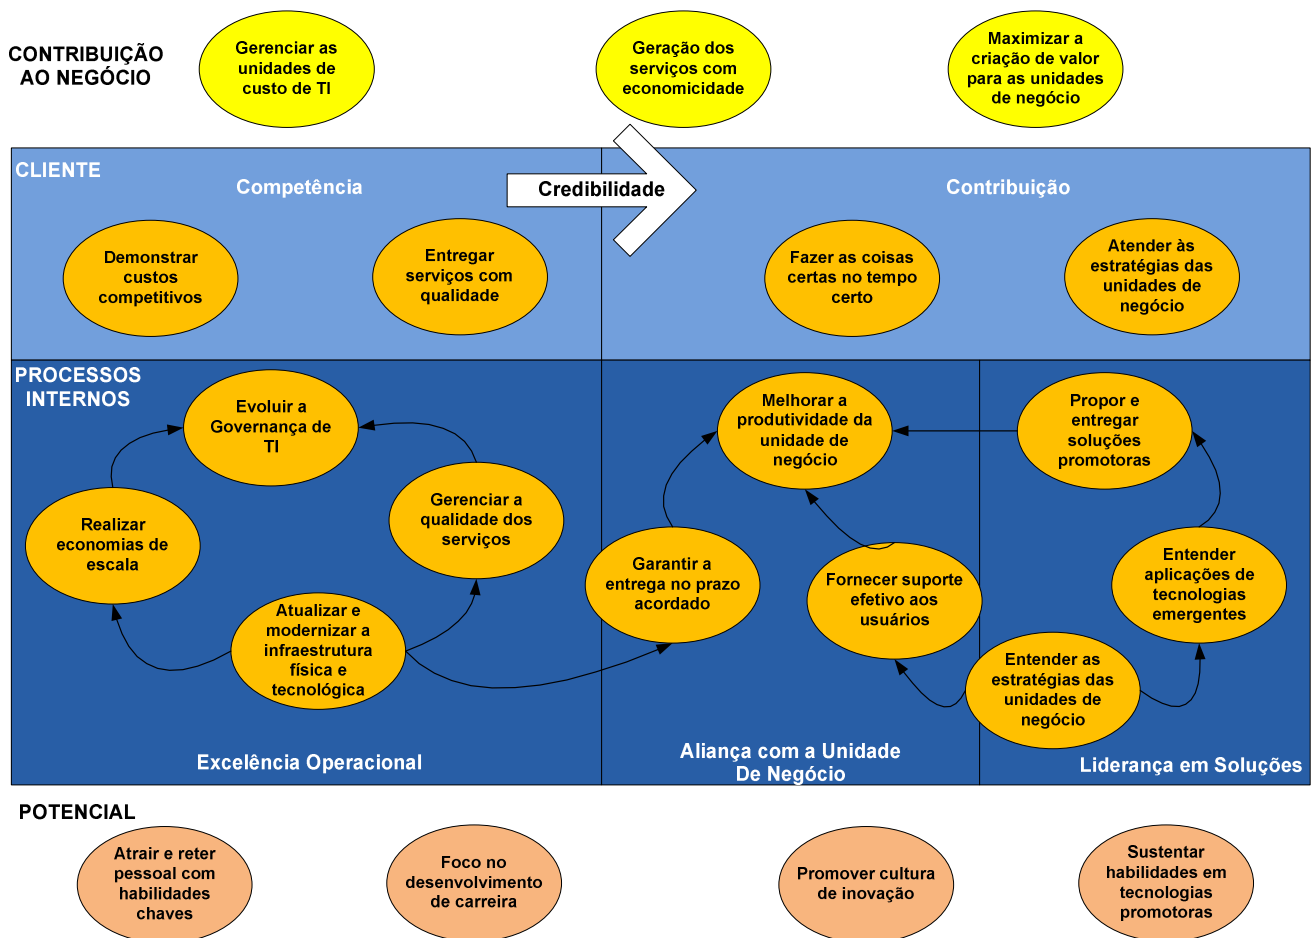 CONTRIBUIÇÃO
AO NEGÓCIO
Gerenciar as
unidades de
custo de TI
Geração dos
serviços com
economicidade
Maximizar a
criação de valor
para as unidades
de negócio
CLIENTE
Competência
Credibilidade
Contribuição
Demonstrar
custos
competitivos
Entregar
serviços com
qualidade
Fazer as coisas
certas no tempo
certo
Atender às
estratégias das
unidades de
negócio
PROCESSOS
INTERNOS
Evoluir a
Governança de
TI
Melhorar a
produtividade da
unidade de
negócio
Propor e
entregar
soluções
promotoras
Realizar
economias de
escala
Gerenciar a
qualidade dos
serviços
Garantir a
entrega no prazo
acordado
Fornecer suporte
efetivo aos
usuários
Entender
aplicações de
tecnologias
emergentes
Atualizar e
modernizar a
infraestrutura
física e
tecnológica
Entender as
estratégias das
unidades de
negócio
Excelência Operacional
Aliança com a Unidade
De Negócio
Liderança em Soluções
POTENCIAL
Atrair e reter
pessoal com
habilidades
chaves
Foco no
desenvolvimento
de carreira
Promover cultura
de inovação
Sustentar
habilidades em
tecnologias
promotoras